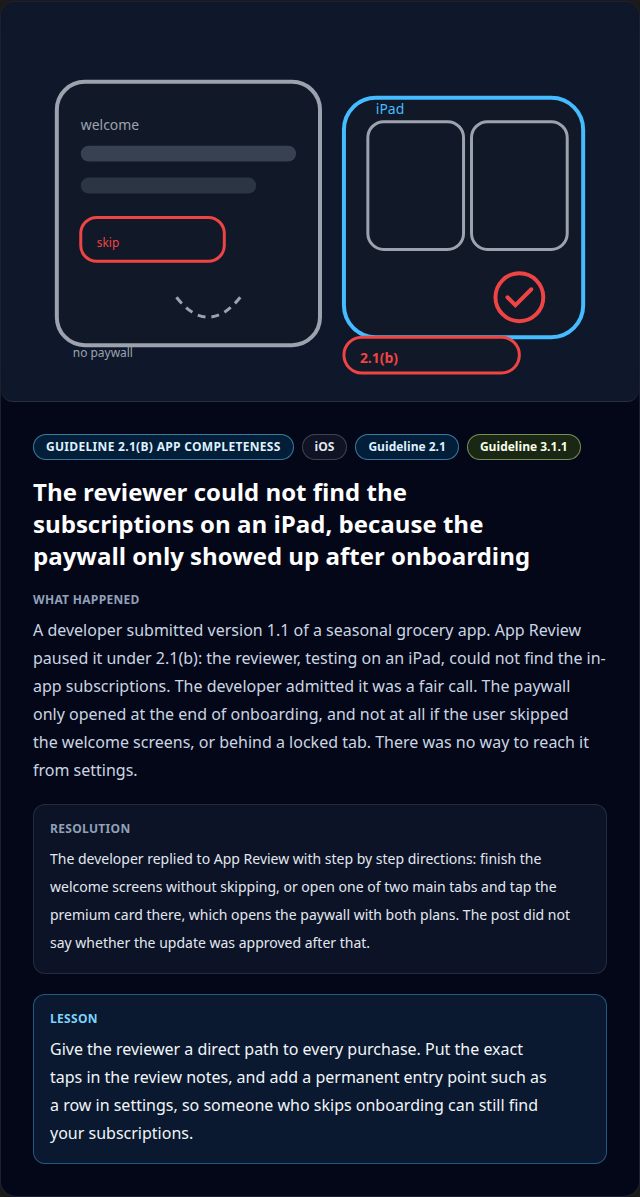 welcome
skip
no paywall
iPad
2.1(b)
GUIDELINE 2.1(B) APP COMPLETENESS
iOS
Guideline 2.1
Guideline 3.1.1
The reviewer could not find the
subscriptions on an iPad, because the
paywall only showed up after onboarding
WHAT HAPPENED
A developer submitted version 1.1 of a seasonal grocery app. App Review
paused it under 2.1(b): the reviewer, testing on an iPad, could not find the in-
app subscriptions. The developer admitted it was a fair call. The paywall
only opened at the end of onboarding, and not at all if the user skipped
the welcome screens, or behind a locked tab. There was no way to reach it
from settings.
RESOLUTION
The developer replied to App Review with step by step directions: finish the
welcome screens without skipping, or open one of two main tabs and tap the
premium card there, which opens the paywall with both plans. The post did not
say whether the update was approved after that.
LESSON
Give the reviewer a direct path to every purchase. Put the exact
taps in the review notes, and add a permanent entry point such as
a row in settings, so someone who skips onboarding can still find
your subscriptions.